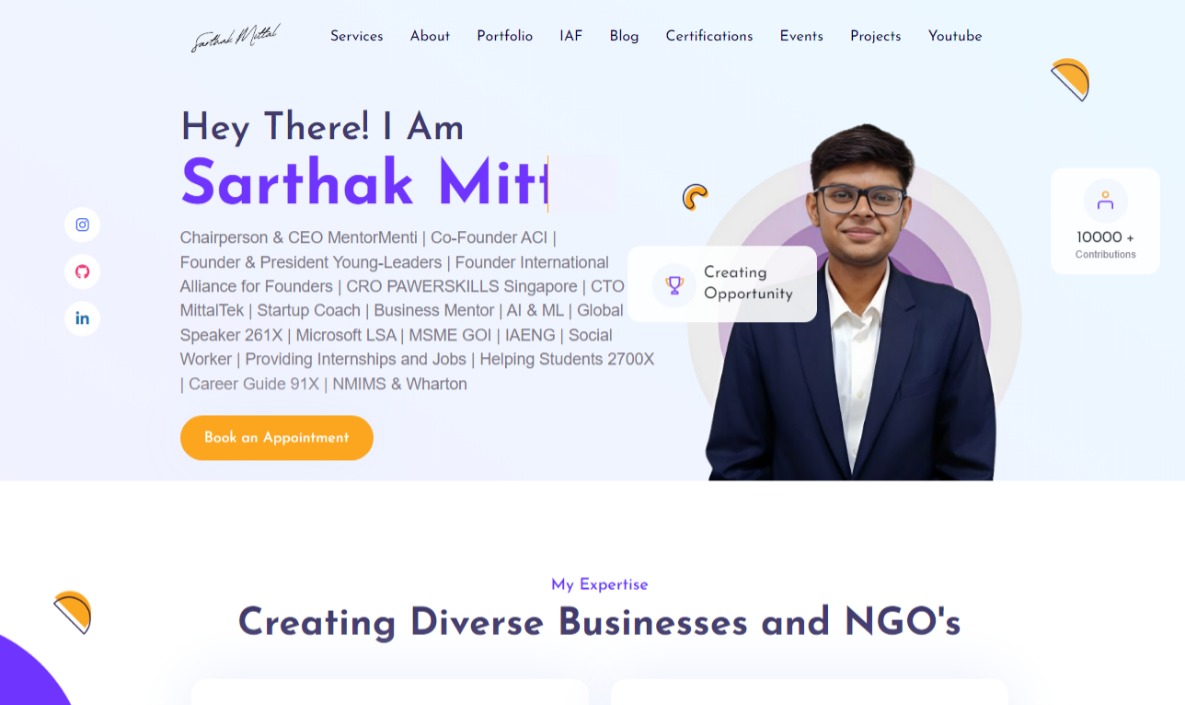 Sarthak Mittal
Services About Portfolio IAF Blog Certifications Events Projects Youtube
Hey There! I Am
Sarthak Mitt
Chairperson & CEO MentorMenti | Co-Founder ACI |
Founder & President Young-Leaders | Founder International
Alliance for Founders | CRO PAWERSKILLS Singapore | CTO
MittalTek | Startup Coach | Business Mentor | AI & ML | Global
Speaker 261X | Microsoft LSA | MSME GOI | IAENG | Social
Worker | Providing Internships and Jobs | Helping Students 2700X
| Career Guide 91X | NMIMS & Wharton
Book an Appointment
Creating
Opportunity
10000 +
Contributions
in
My Expertise
Creating Diverse Businesses and NGO's